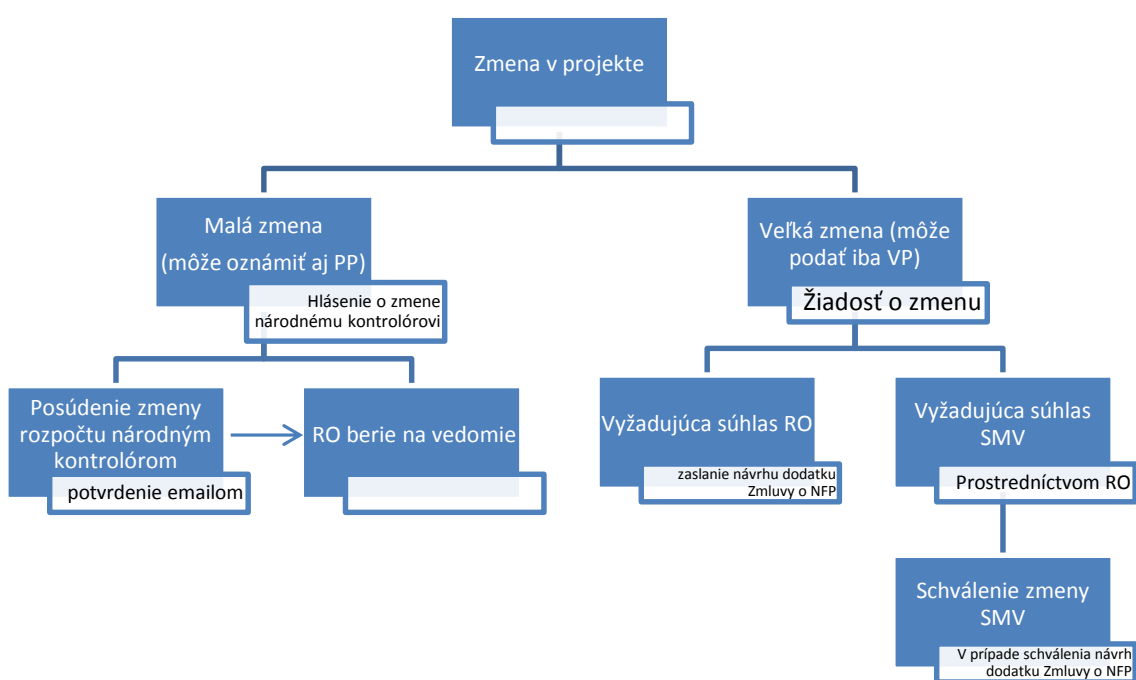 Zmena v projekte
Malá zmena
(môže oznámiť aj PP)
Hlásenie o zmene
národnému kontrolórovi
Posúdenie zmeny
rozpočtu národným
kontrolórom
potvrdenie emailom
RO berie na vedomie
Veľká zmena (môže
podať iba VP)
Žiadosť o zmenu
Vyžadujúca súhlas RO
zaslanie návrhu dodatku
Zmluvy o NFP
Vyžadujúca súhlas
SMV
Prostredníctvom RO
Schválenie zmeny
SMV
V prípade schválenia návrh
dodatku Zmluvy o NFP